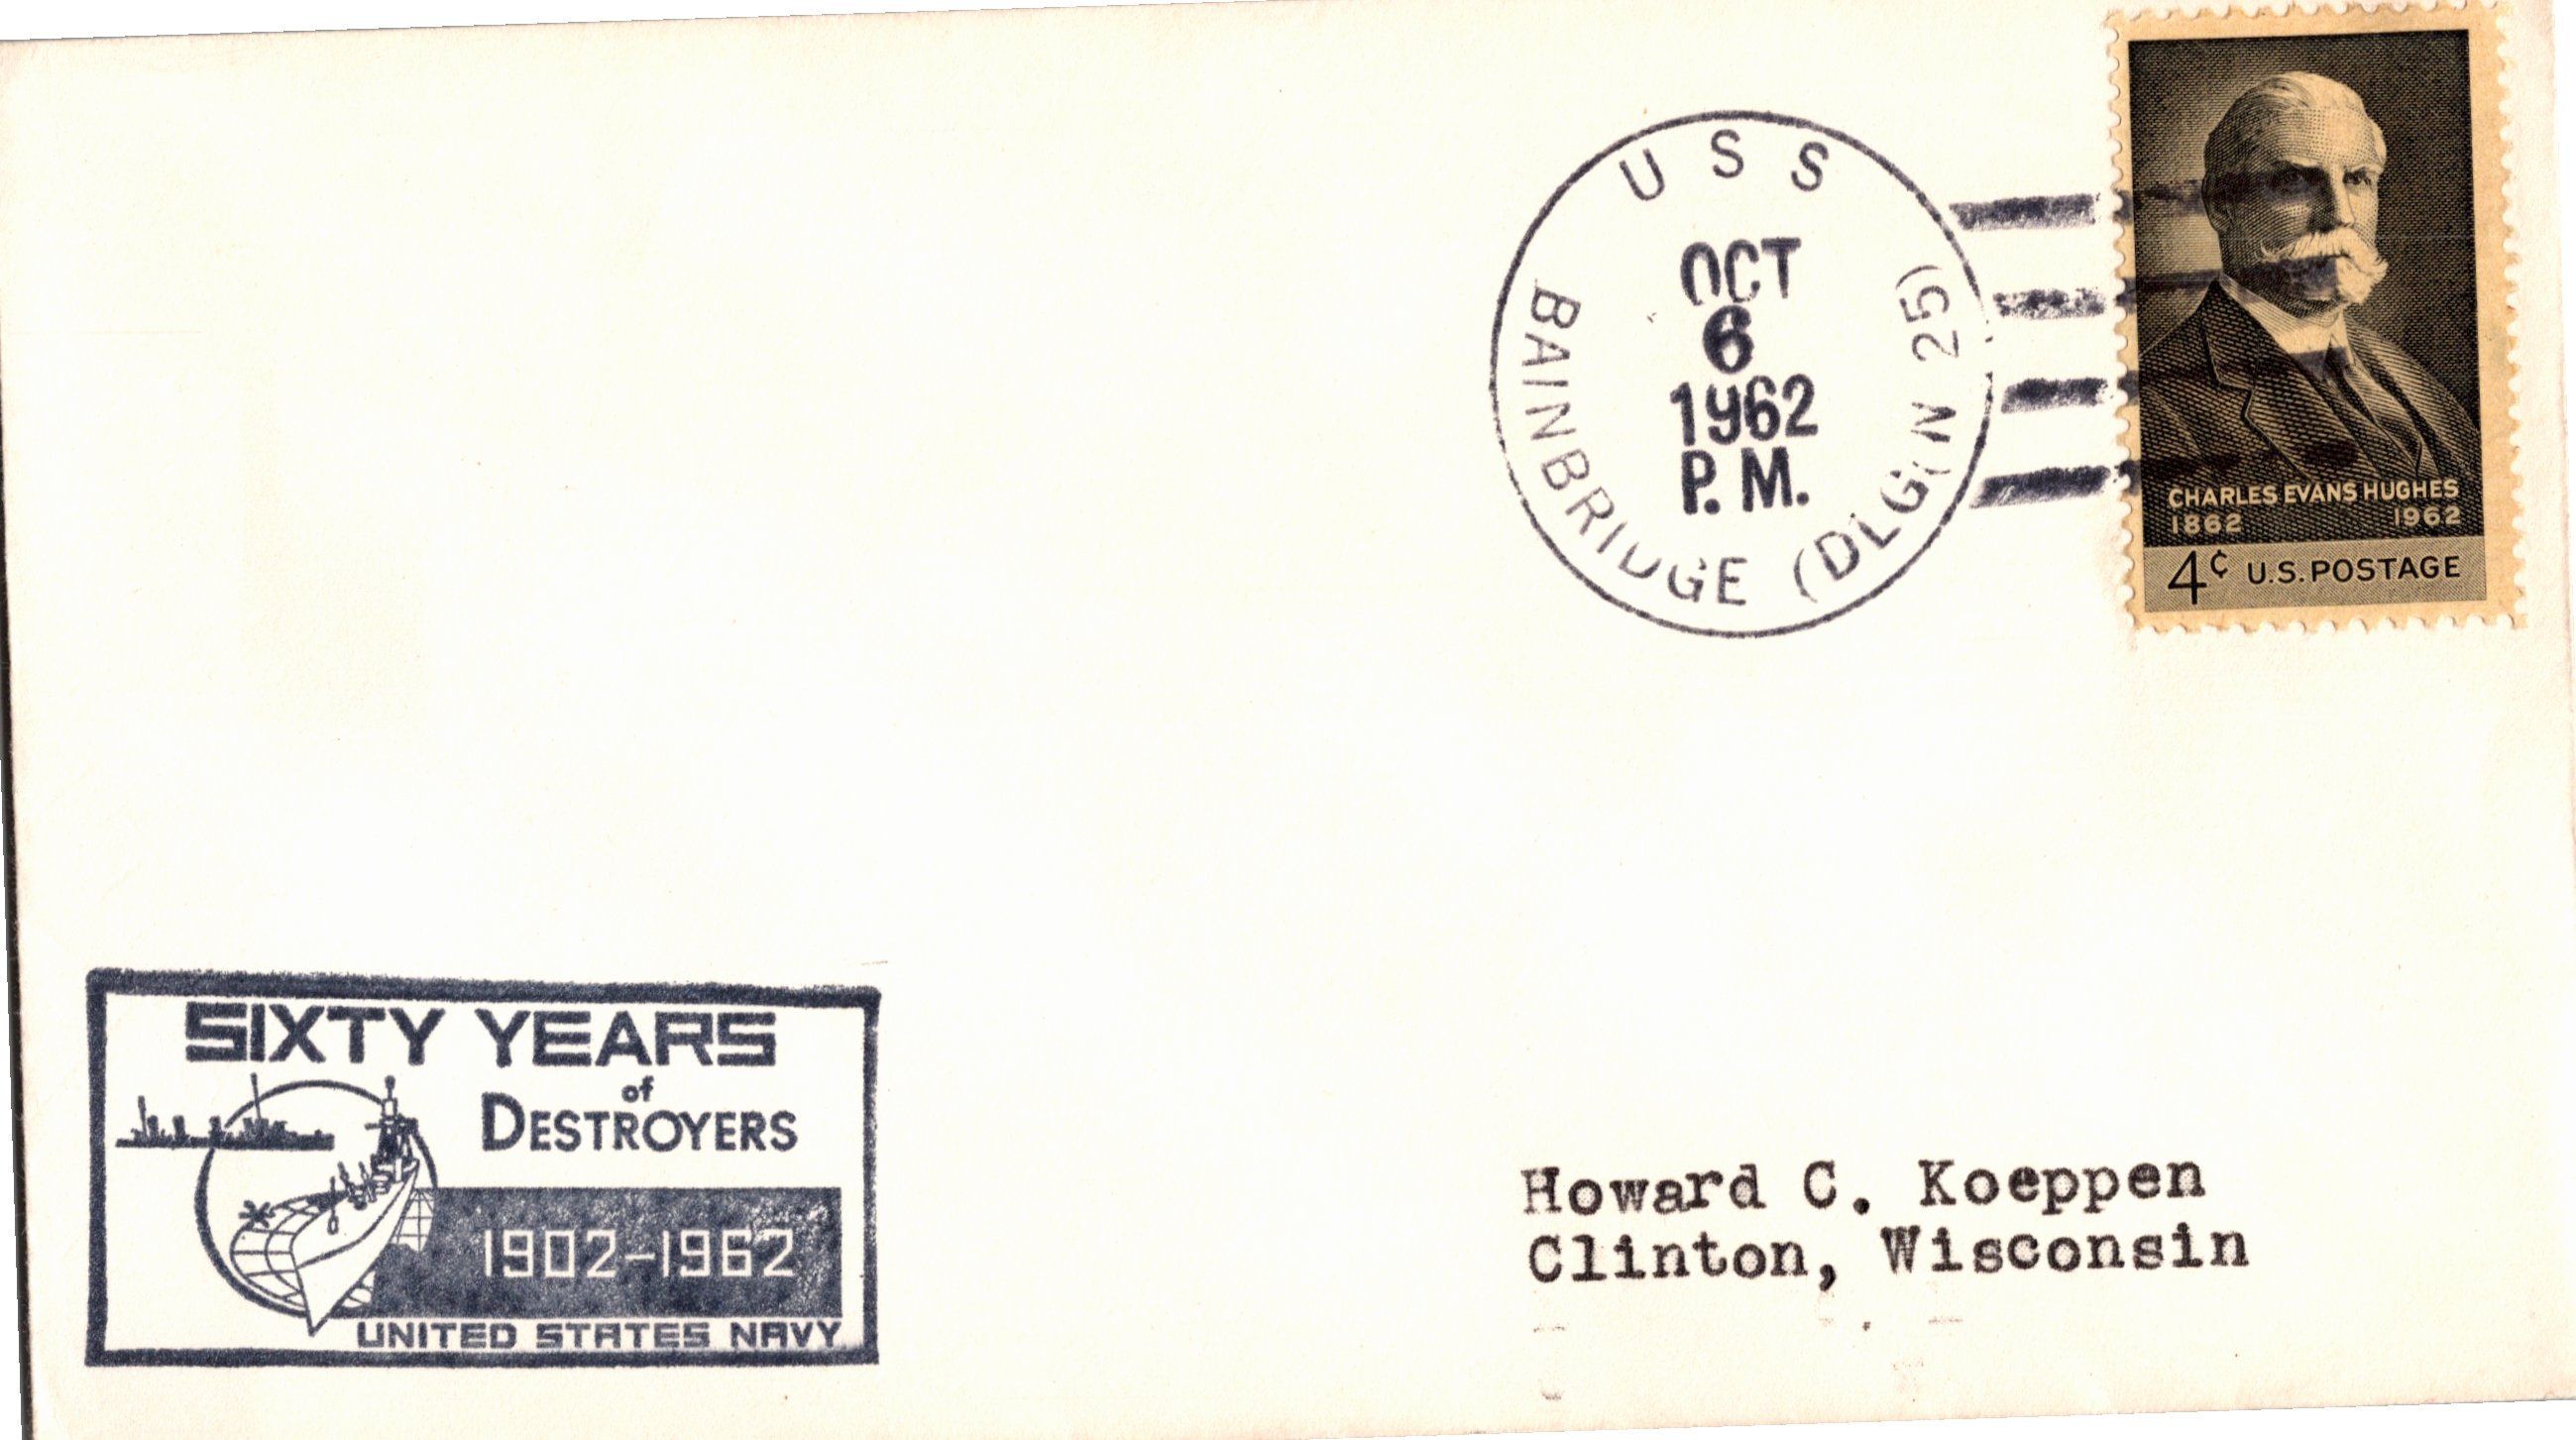 USS
BAINBRIDGE (DLG(N) 25)
OCT
6
1962
P.M.
CHARLES EVANS HUGHES
1862 1962
4¢ U.S. POSTAGE
SIXTY YEARS
of
DESTROYERS
1902-1962
UNITED STATES NAVY
Howard C. Koeppen
Clinton, Wisconsin